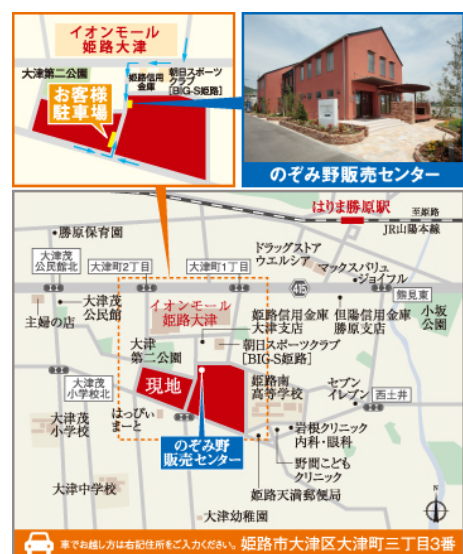 イオンモール
姫路大津
大津第二公園
姫路信用
金庫
朝日スポーツ
クラブ
[BIG-S姫路]
お客様
駐車場
のぞみ野販売センター
はりま勝原駅
至姫路
JR山陽本線
勝原保育園
大津茂
公民館北
大津町2丁目
大津町1丁目
ドラッグストア
ウエルシア
マックスバリュ
ジョイフル
415
熊見東
主婦の店
大津茂
公民館
イオンモール
姫路大津
姫路信用金庫
大津支店
但陽信用金庫
勝原支店
小坂
公園
朝日スポーツクラブ
[BIG-S姫路]
大津
第二公園
大津茂
小学校北
現地
姫路南
高等学校
セブン
イレブン
西土井
大津茂
小学校
はっぴい
まーと
のぞみ野
販売センター
岩根クリニック
内科・眼科
野間こども
クリニック
大津中学校
姫路天満郵便局
大津幼稚園
N
車でお越し方は右記住所をご入力ください。姫路市大津区大津町三丁目3番